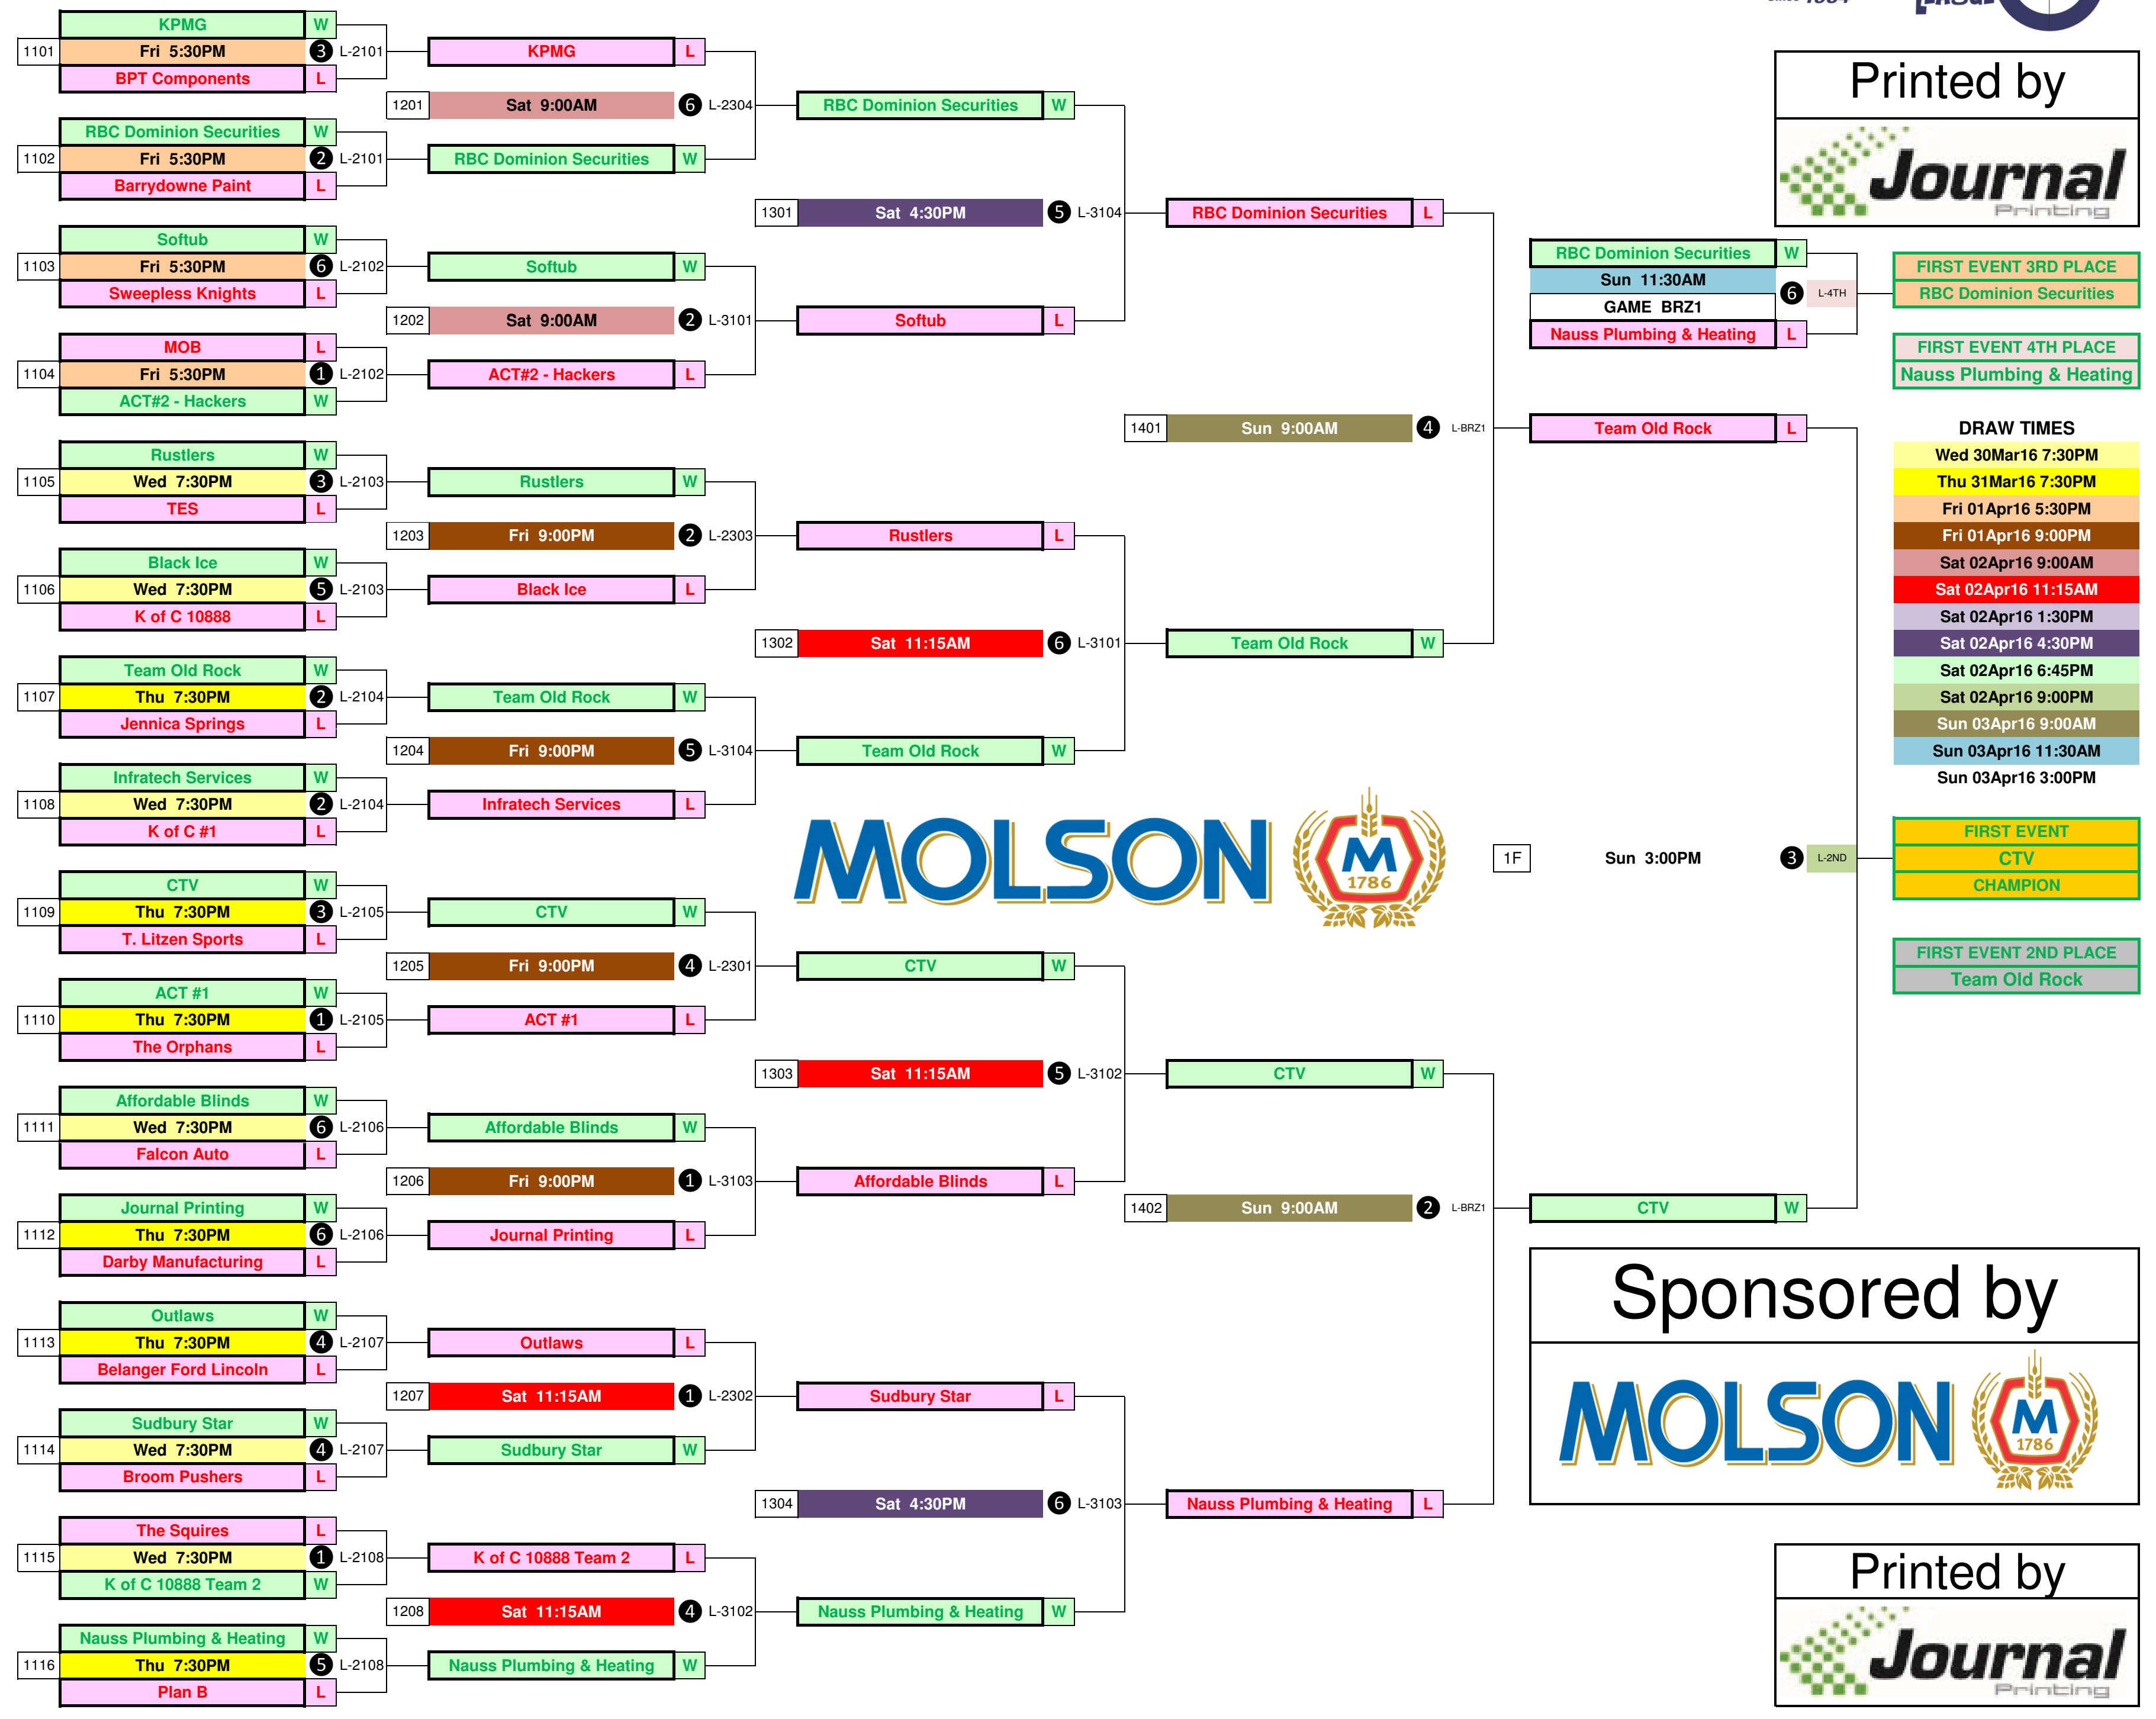 Since 1954
LEAGUE
KPMG W
1101 Fri 5:30PM 3 L-2101
BPT Components L
KPMG L
1201 Sat 9:00AM 6 L-2304
RBC Dominion Securities W
1102 Fri 5:30PM 2 L-2101
Barrydowne Paint L
RBC Dominion Securities W
RBC Dominion Securities W
1301 Sat 4:30PM 5 L-3104
Softub W
1103 Fri 5:30PM 6 L-2102
Sweepless Knights L
Softub W
1202 Sat 9:00AM 2 L-3101
MOB L
1104 Fri 5:30PM 1 L-2102
ACT#2 - Hackers W
ACT#2 - Hackers L
Softub L
RBC Dominion Securities L
1401 Sun 9:00AM 4 L-BRZ1
Rustlers W
1105 Wed 7:30PM 3 L-2103
TES L
Rustlers W
1203 Fri 9:00PM 2 L-2303
Black Ice W
1106 Wed 7:30PM 5 L-2103
K of C 10888 L
Black Ice L
Rustlers L
1302 Sat 11:15AM 6 L-3101
Team Old Rock W
1107 Thu 7:30PM 2 L-2104
Jennica Springs L
Team Old Rock W
1204 Fri 9:00PM 5 L-3104
Infratech Services W
1108 Wed 7:30PM 2 L-2104
K of C #1 L
Infratech Services L
Team Old Rock W
Team Old Rock W
Team Old Rock L
MOLSON M 1786
1F Sun 3:00PM 3 L-2ND
CTV W
1109 Thu 7:30PM 3 L-2105
T. Litzen Sports L
CTV W
1205 Fri 9:00PM 4 L-2301
ACT #1 W
1110 Thu 7:30PM 1 L-2105
The Orphans L
ACT #1 L
CTV W
1303 Sat 11:15AM 5 L-3102
Affordable Blinds W
1111 Wed 7:30PM 6 L-2106
Falcon Auto L
Affordable Blinds W
1206 Fri 9:00PM 1 L-3103
Journal Printing W
1112 Thu 7:30PM 6 L-2106
Darby Manufacturing L
Journal Printing L
Affordable Blinds L
CTV W
1402 Sun 9:00AM 2 L-BRZ1
CTV W
Outlaws W
1113 Thu 7:30PM 4 L-2107
Belanger Ford Lincoln L
Outlaws L
1207 Sat 11:15AM 1 L-2302
Sudbury Star W
1114 Wed 7:30PM 4 L-2107
Broom Pushers L
Sudbury Star W
Sudbury Star L
1304 Sat 4:30PM 6 L-3103
The Squires L
1115 Wed 7:30PM 1 L-2108
K of C 10888 Team 2 W
K of C 10888 Team 2 L
1208 Sat 11:15AM 4 L-3102
Nauss Plumbing & Heating W
1116 Thu 7:30PM 5 L-2108
Plan B L
Nauss Plumbing & Heating W
Nauss Plumbing & Heating W
Nauss Plumbing & Heating L
Printed by
Journal
Printing
RBC Dominion Securities W
Sun 11:30AM
6 L-4TH
GAME BRZ1
Nauss Plumbing & Heating L
FIRST EVENT 3RD PLACE
RBC Dominion Securities
FIRST EVENT 4TH PLACE
Nauss Plumbing & Heating
DRAW TIMES
Wed 30Mar16 7:30PM
Thu 31Mar16 7:30PM
Fri 01Apr16 5:30PM
Fri 01Apr16 9:00PM
Sat 02Apr16 9:00AM
Sat 02Apr16 11:15AM
Sat 02Apr16 1:30PM
Sat 02Apr16 4:30PM
Sat 02Apr16 6:45PM
Sat 02Apr16 9:00PM
Sun 03Apr16 9:00AM
Sun 03Apr16 11:30AM
Sun 03Apr16 3:00PM
FIRST EVENT
CTV
CHAMPION
FIRST EVENT 2ND PLACE
Team Old Rock
Sponsored by
MOLSON M 1786
Printed by
Journal
Printing